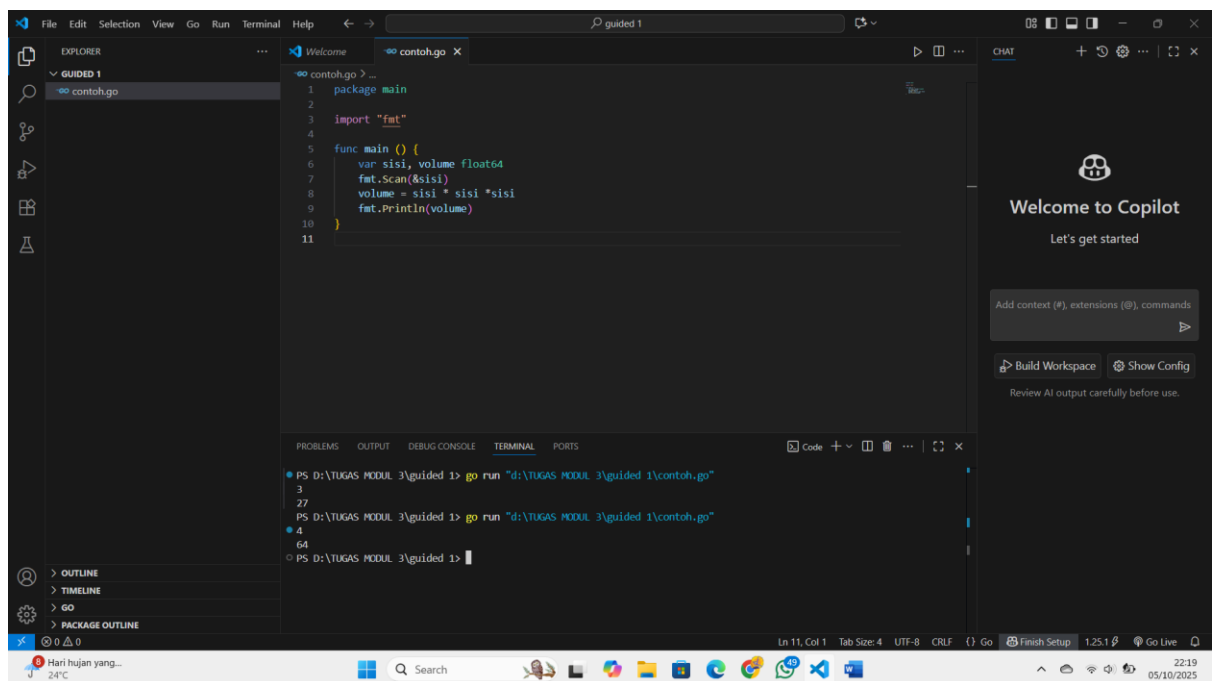 File Edit Selection View Go Run Terminal Help
guided 1
EXPLORER
GUIDED 1
contoh.go
Welcome
contoh.go
contoh.go > ...
1 package main
2
3 import "fmt"
4
5 func main () {
6 var sisi, volume float64
7 fmt.Scan(&sisi)
8 volume = sisi * sisi *sisi
9 fmt.Println(volume)
10 }
11
CHAT
Welcome to Copilot
Let's get started
Add context (#), extensions (@), commands
Build Workspace
Show Config
Review AI output carefully before use.
PROBLEMS OUTPUT DEBUG CONSOLE TERMINAL PORTS
Code
PS D:\TUGAS MODUL 3\guided 1> go run "d:\TUGAS MODUL 3\guided 1\contoh.go"
3
27
PS D:\TUGAS MODUL 3\guided 1> go run "d:\TUGAS MODUL 3\guided 1\contoh.go"
4
64
PS D:\TUGAS MODUL 3\guided 1>
OUTLINE
TIMELINE
GO
PACKAGE OUTLINE
0 0
Ln 11, Col 1 Tab Size: 4 UTF-8 CRLF {} Go Finish Setup 1.25.1 Go Live
8
Hari hujan yang...
24°C
Search
49
22:19
05/10/2025